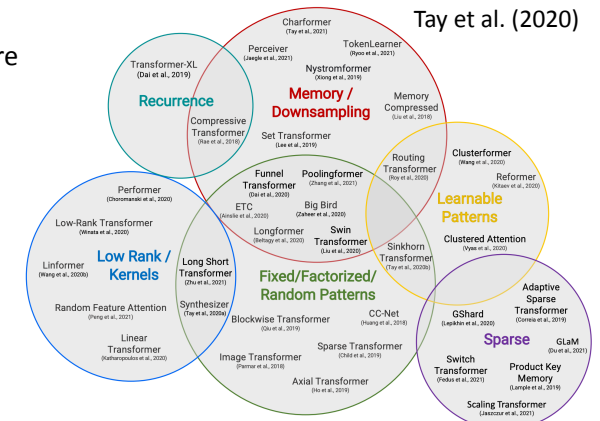 Tay et al. (2020)
re
Charformer
(Tay et al., 2021)
TokenLearner
(Ryoo et al., 2021)
Perceiver
(Jaegle et al., 2021)
Transformer-XL
(Dai et al., 2019)
Nystromformer
(Xiong et al., 2019)
Recurrence
Memory /
Downsampling
Memory
Compressed
(Liu et al., 2018)
Compressive
Transformer
(Rae et al., 2018)
Set Transformer
(Lee et al., 2019)
Routing
Transformer
(Roy et al., 2020)
Clusterformer
(Wang et al., 2020)
Funnel
Transformer
(Dai et al., 2020)
Poolingformer
(Zhang et al., 2021)
Reformer
(Kitaev et al., 2020)
Performer
(Choromanski et al., 2020)
Learnable
Patterns
ETC
(Ainslie et al., 2020)
Big Bird
(Zaheer et al., 2020)
Low-Rank Transformer
(Winata et al., 2020)
Longformer
(Beltagy et al., 2020)
Swin
Transformer
(Liu et al., 2020)
Clustered Attention
(Vyas et al., 2020)
Sinkhorn
Transformer
(Tay et al., 2020b)
Low Rank /
Kernels
Linformer
(Wang et al., 2020b)
Long Short
Transformer
(Zhu et al., 2021)
Fixed/Factorized/
Random Patterns
Adaptive
Sparse
Transformer
(Correia et al., 2019)
Random Feature Attention
(Peng et al., 2021)
Synthesizer
(Tay et al., 2020a)
Blockwise Transformer
(Qiu et al., 2019)
CC-Net
(Huang et al., 2018)
GShard
(Lepikhin et al., 2020)
Sparse
GLaM
(Du et al., 2021)
Linear
Transformer
(Katharopoulos et al., 2020)
Sparse Transformer
(Child et al., 2019)
Image Transformer
(Parmar et al., 2018)
Switch
Transformer
(Fedus et al., 2021)
Product Key
Memory
(Lample et al., 2019)
Axial Transformer
(Ho et al., 2019)
Scaling Transformer
(Jaszczur et al., 2021)